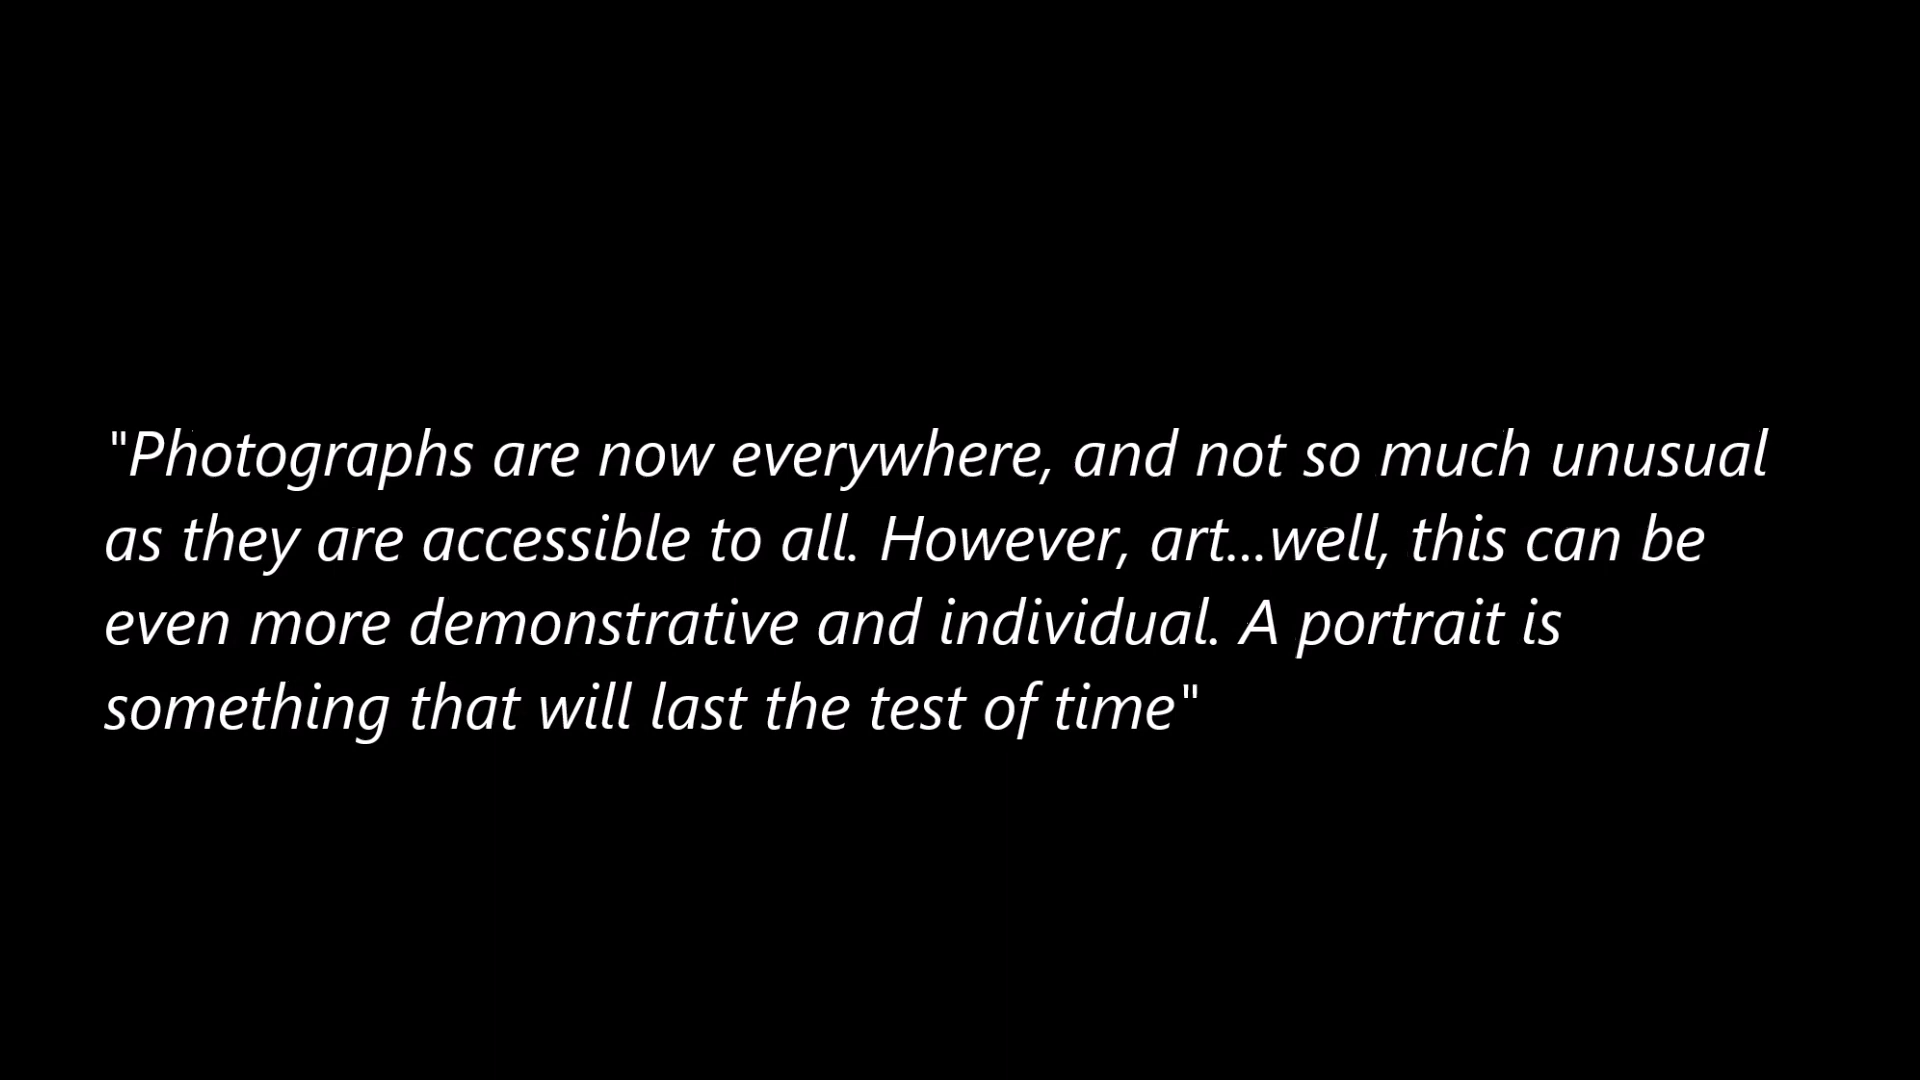 "Photographs are now everywhere, and not so much unusual
as they are accessible to all. However, art...well, this can be
even more demonstrative and individual. A portrait is
something that will last the test of time"